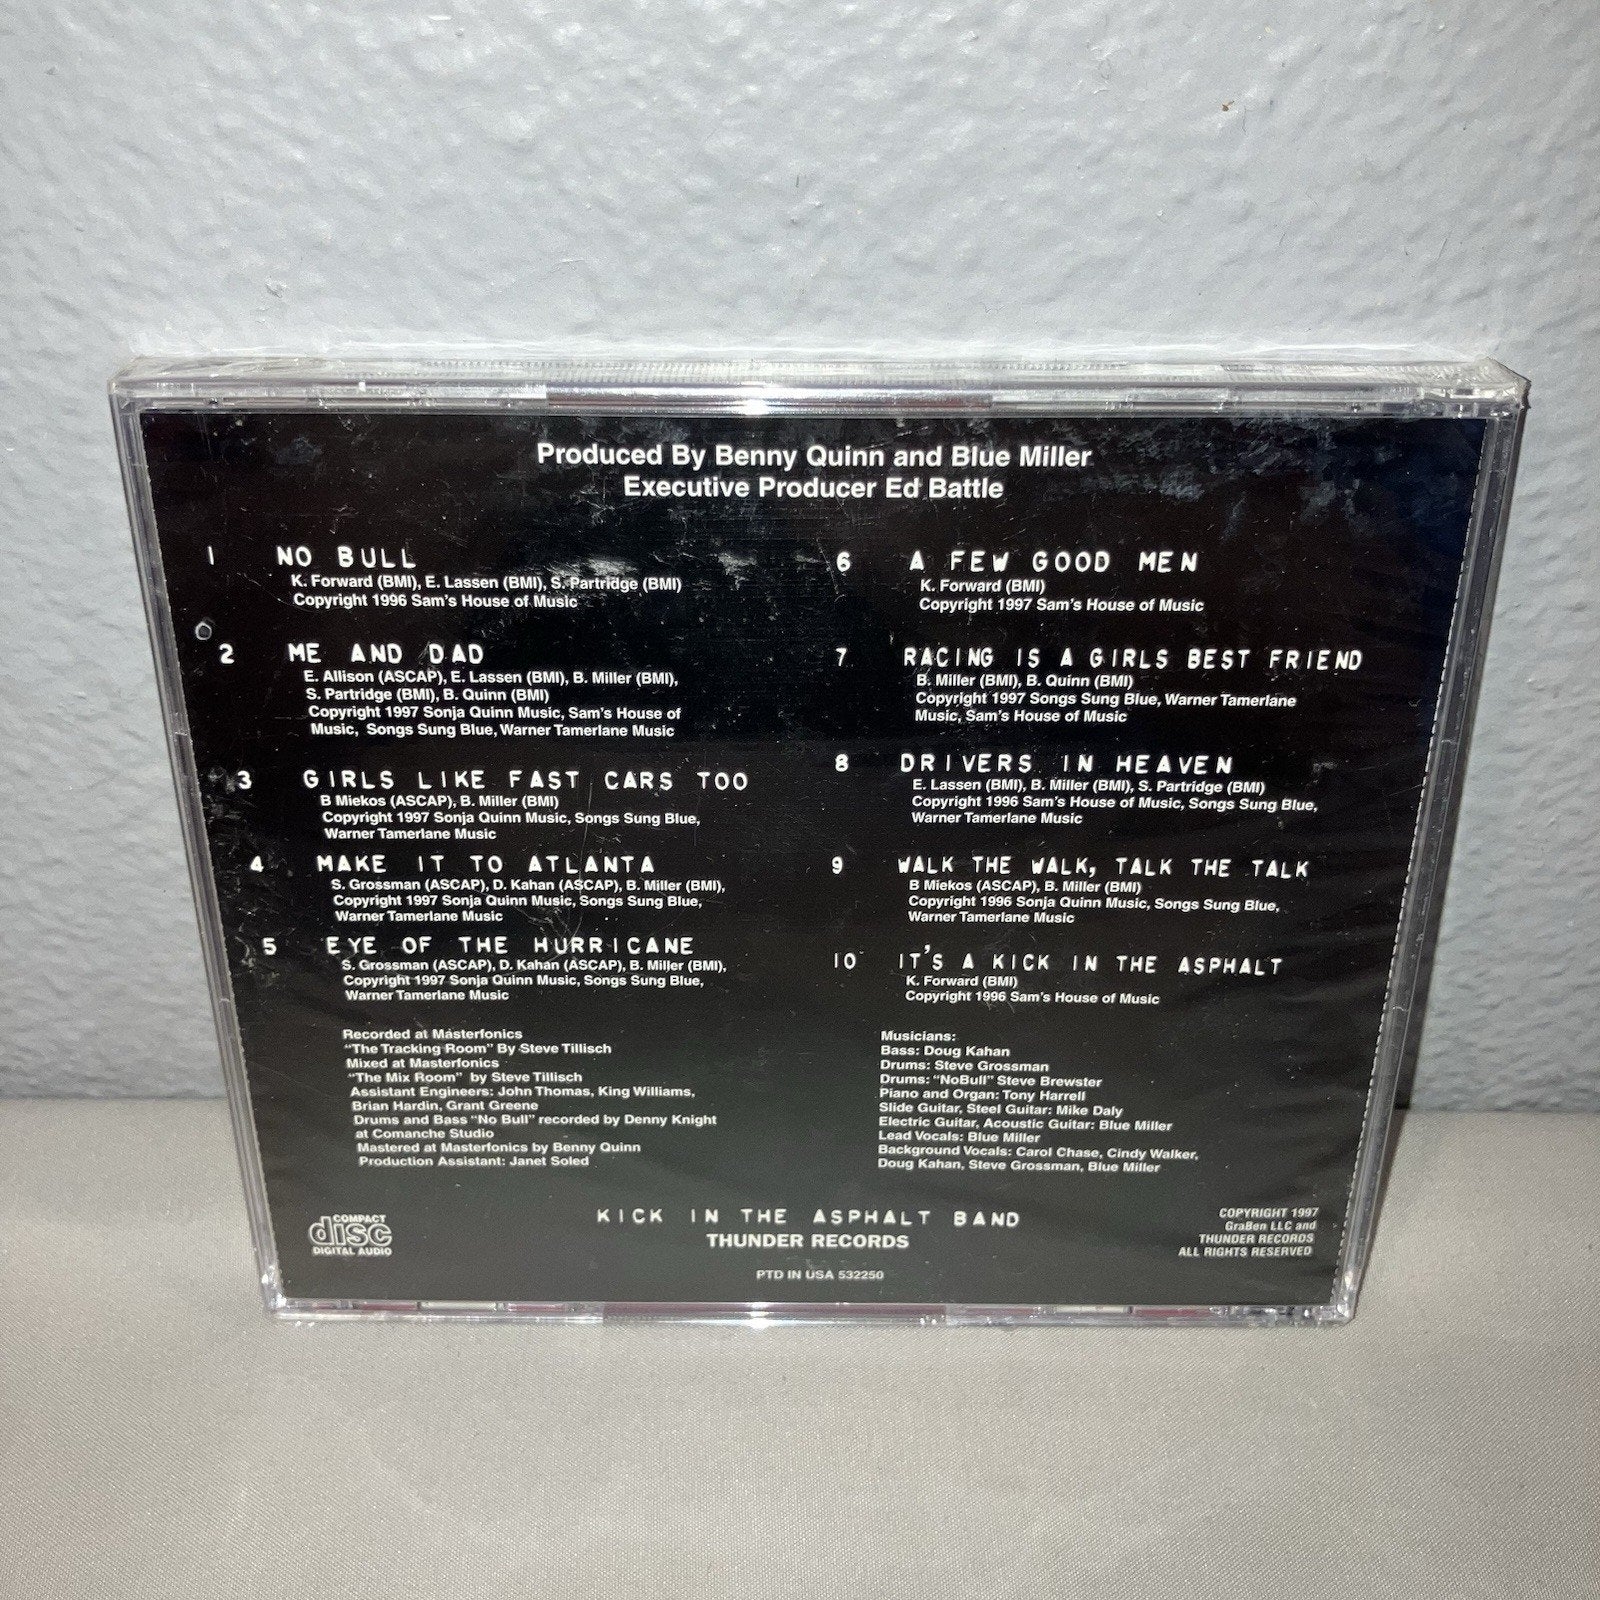 Produced By Benny Quinn and Blue Miller
Executive Producer Ed Battle
1 NO BULL
K. Forward (BMI), E. Lassen (BMI), S. Partridge (BMI)
Copyright 1996 Sam's House of Music
2 ME AND DAD
E. Allison (ASCAP), E. Lassen (BMI), B. Miller (BMI),
S. Partridge (BMI), B. Quinn (BMI)
Copyright 1997 Sonja Quinn Music, Sam's House of
Music, Songs Sung Blue, Warner Tamerlane Music
3 GIRLS LIKE FAST CARS TOO
B Miekos (ASCAP), B. Miller (BMI)
Copyright 1997 Sonja Quinn Music, Songs Sung Blue,
Warner Tamerlane Music
4 MAKE IT TO ATLANTA
S. Grossman (ASCAP), D. Kahan (ASCAP), B. Miller (BMI),
Copyright 1997 Sonja Quinn Music, Songs Sung Blue,
Warner Tamerlane Music
5 EYE OF THE HURRICANE
S. Grossman (ASCAP), D. Kahan (ASCAP), B. Miller (BMI),
Copyright 1997 Sonja Quinn Music, Songs Sung Blue,
Warner Tamerlane Music
6 A FEW GOOD MEN
K. Forward (BMI)
Copyright 1997 Sam's House of Music
7 RACING IS A GIRLS BEST FRIEND
B. Miller (BMI), B. Quinn (BMI)
Copyright 1997 Songs Sung Blue, Warner Tamerlane
Music, Sam's House of Music
8 DRIVERS IN HEAVEN
E. Lassen (BMI), B. Miller (BMI), S. Partridge (BMI)
Copyright 1996 Sam's House of Music, Songs Sung Blue,
Warner Tamerlane Music
9 WALK THE WALK, TALK THE TALK
B Miekos (ASCAP), B. Miller (BMI)
Copyright 1996 Sonja Quinn Music, Songs Sung Blue,
Warner Tamerlane Music
10 IT'S A KICK IN THE ASPHALT
K. Forward (BMI)
Copyright 1996 Sam's House of Music
Recorded at Masterfonics
"The Tracking Room" By Steve Tillisch
Mixed at Masterfonics
"The Mix Room" by Steve Tillisch
Assistant Engineers: John Thomas, King Williams,
Brian Hardin, Grant Greene
Drums and Bass "No Bull" recorded by Denny Knight
at Comanche Studio
Mastered at Masterfonics by Benny Quinn
Production Assistant: Janet Soled
Musicians:
Bass: Doug Kahan
Drums: Steve Grossman
Drums: "NoBull" Steve Brewster
Piano and Organ: Tony Harrell
Slide Guitar, Steel Guitar: Mike Daly
Electric Guitar, Acoustic Guitar: Blue Miller
Lead Vocals: Blue Miller
Background Vocals: Carol Chase, Cindy Walker,
Doug Kahan, Steve Grossman, Blue Miller
COMPACT
disc
DIGITAL AUDIO
KICK IN THE ASPHALT BAND
THUNDER RECORDS
PTD IN USA 532250
COPYRIGHT 1997
GraBen LLC and
THUNDER RECORDS
ALL RIGHTS RESERVED